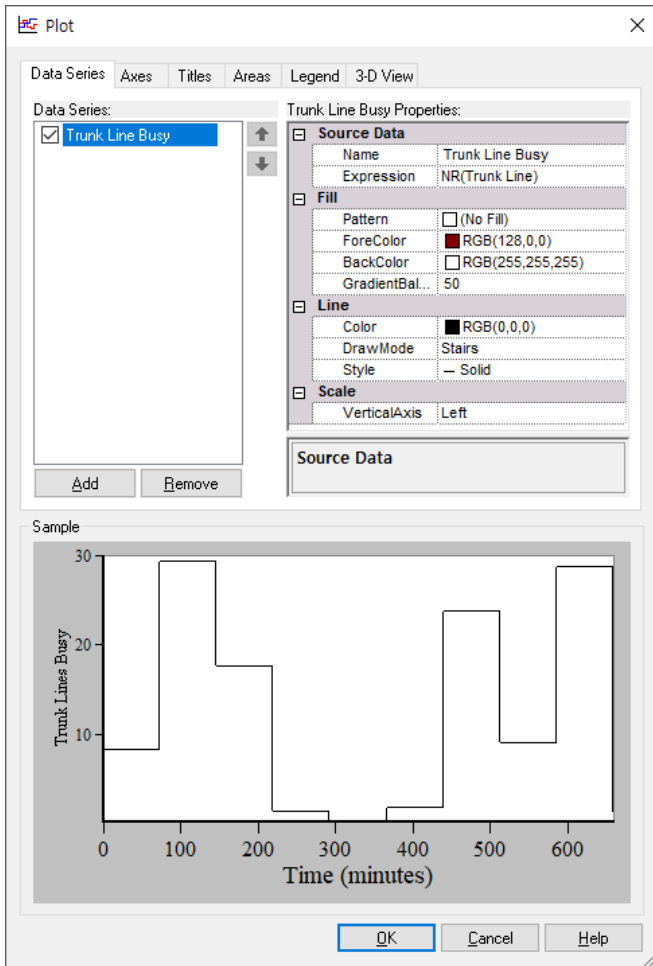 Plot
Data Series Axes Titles Areas Legend 3-D View
Data Series:
Trunk Line Busy
Add Remove
Trunk Line Busy Properties:
Source Data
Name Trunk Line Busy
Expression NR(Trunk Line)
Fill
Pattern (No Fill)
ForeColor RGB(128,0,0)
BackColor RGB(255,255,255)
GradientBal... 50
Line
Color RGB(0,0,0)
DrawMode Stairs
Style Solid
Scale
VerticalAxis Left
Source Data
Sample
Trunk Lines Busy
30
20
10
0 100 200 300 400 500 600
Time (minutes)
OK Cancel Help